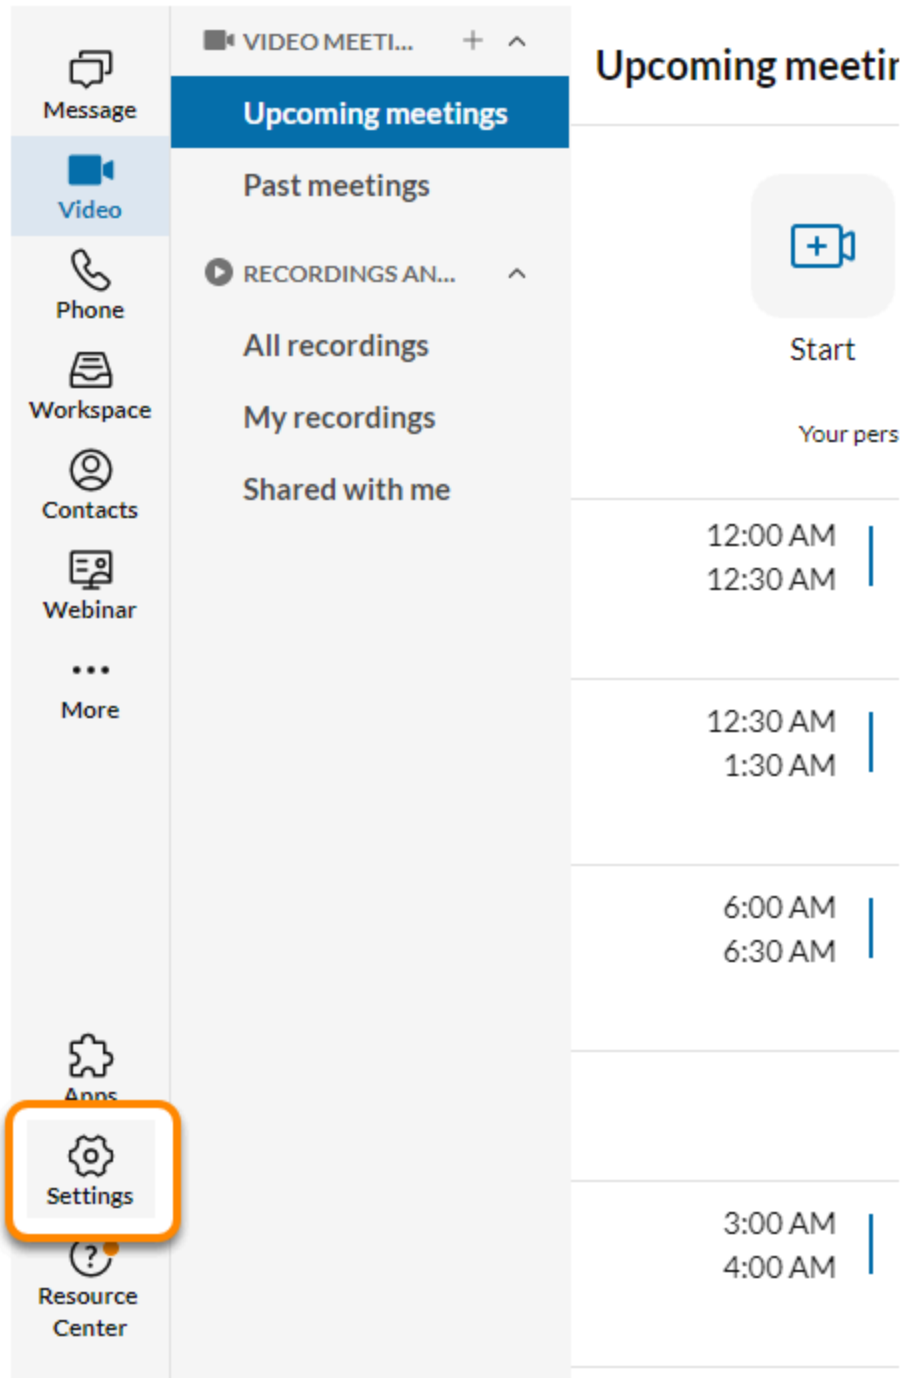 Message
Video
Phone
Workspace
Contacts
Webinar
More
Apps
Settings
Resource
Center
VIDEO MEETI...
Upcoming meetings
Past meetings
RECORDINGS AN...
All recordings
My recordings
Shared with me
Upcoming meetin
Start
Your pers
12:00 AM
12:30 AM
12:30 AM
1:30 AM
6:00 AM
6:30 AM
3:00 AM
4:00 AM